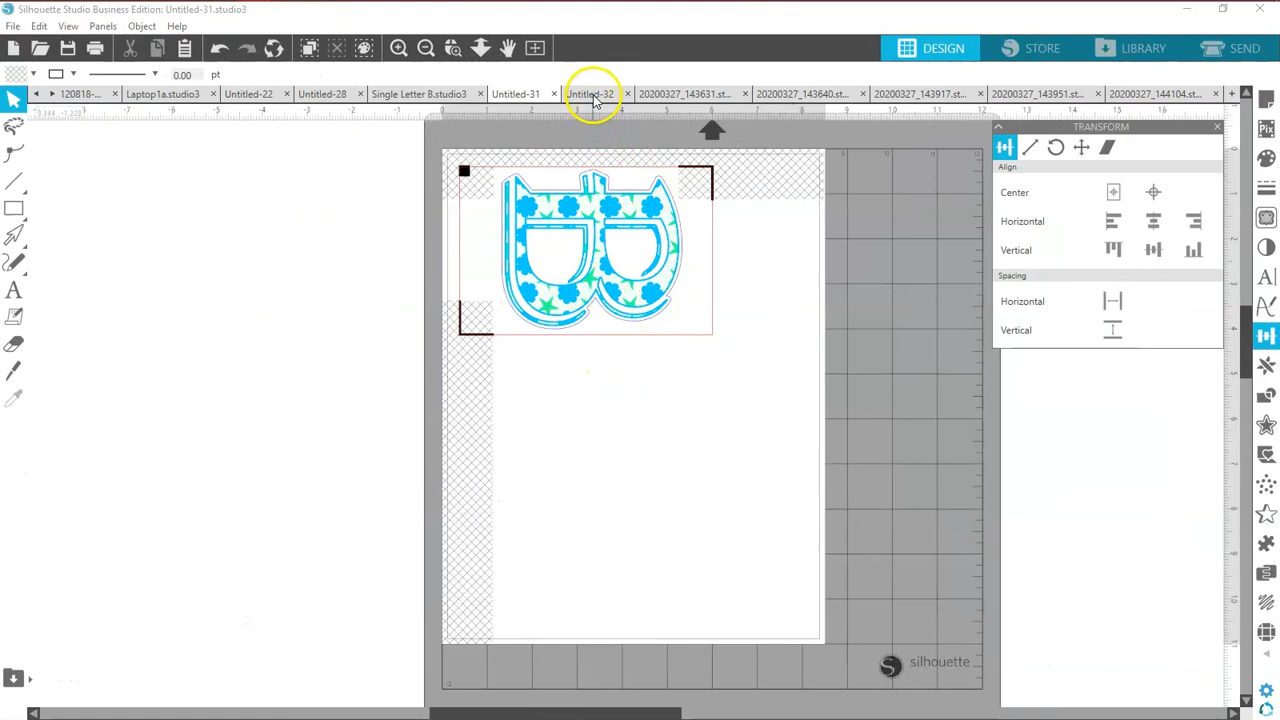 Silhouette Studio Business Edition: Untitled-31.studio3
File Edit View Panels Object Help
DESIGN STORE LIBRARY SEND
0.00 pt
120818-... Laptop1a.studio3 Untitled-22 Untitled-28 Single Letter B.studio3 Untitled-31 Untitled-32 20200327_143631.st... 20200327_143640.st... 20200327_143917.st... 20200327_143951.st... 20200327_144104.st...
TRANSFORM
Align
Center
Horizontal
Vertical
Spacing
Horizontal
Vertical
silhouette